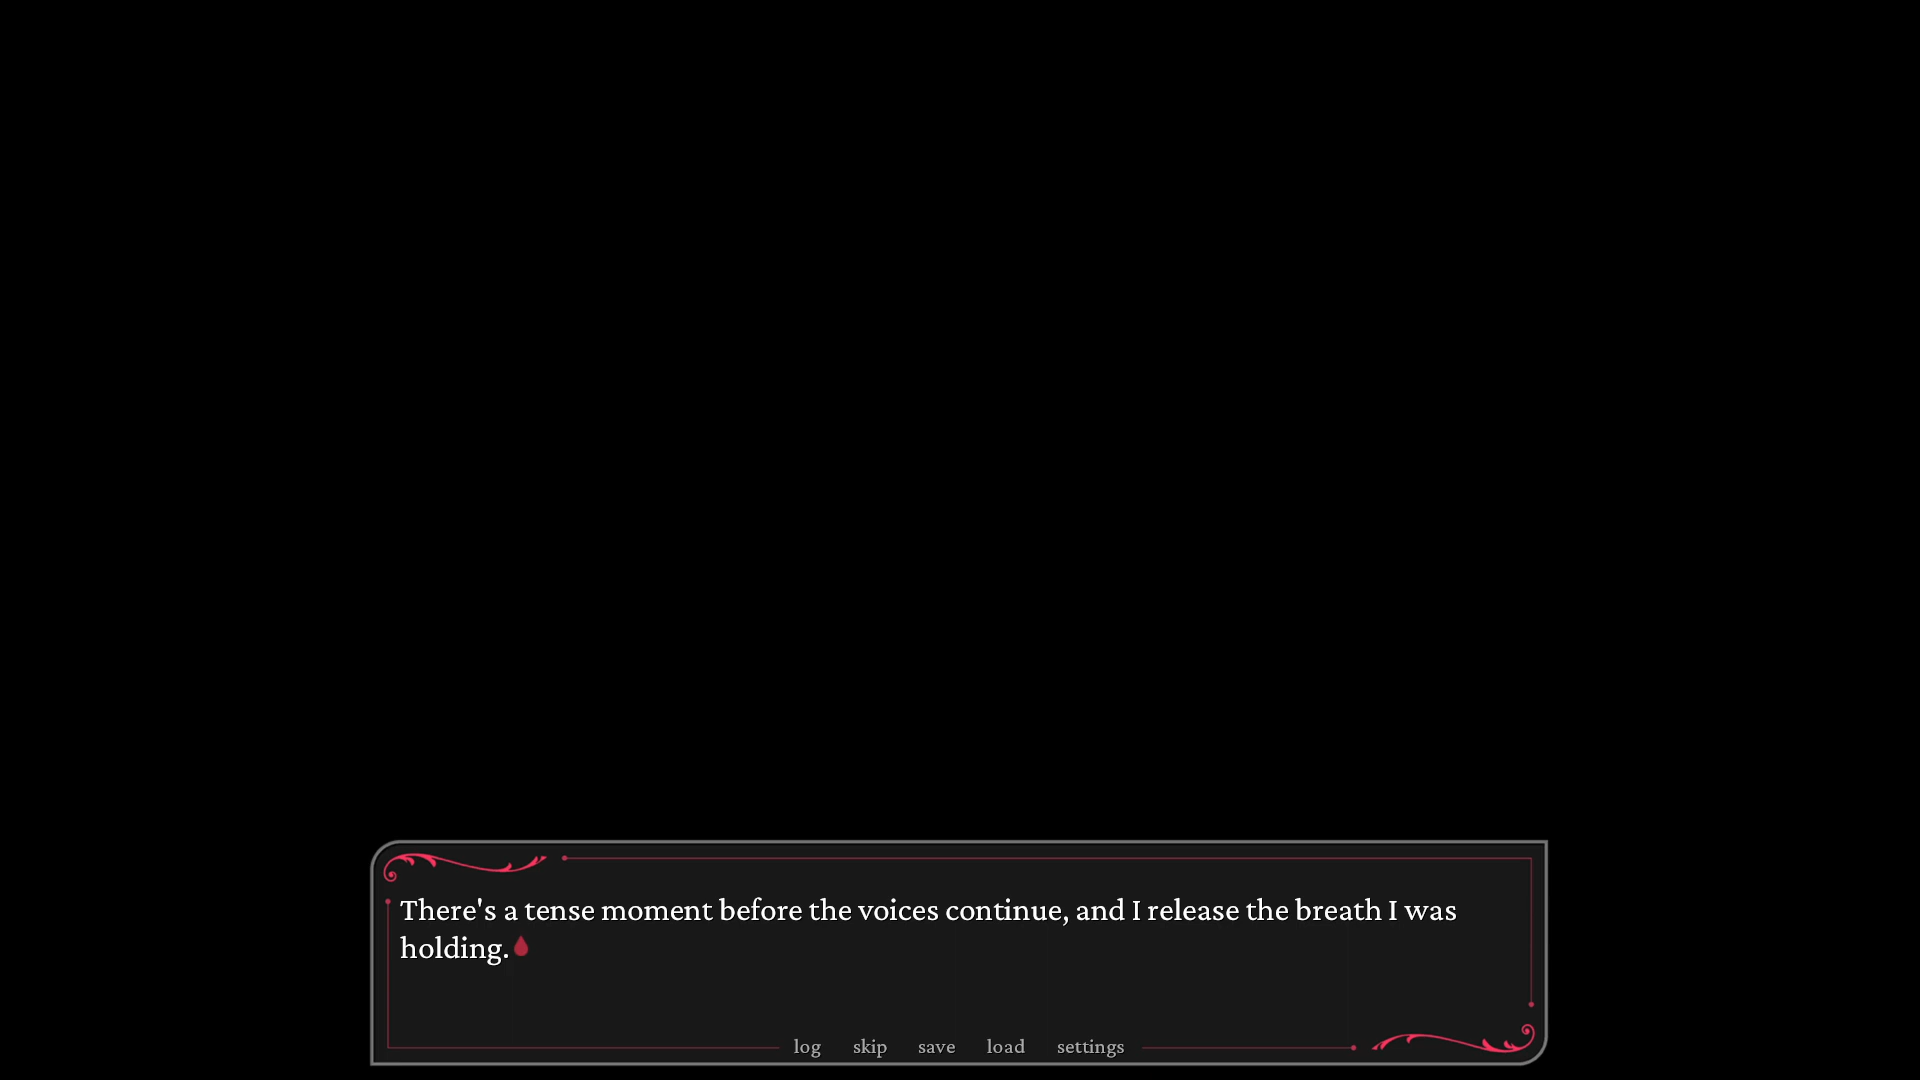 There's a tense moment before the voices continue, and I release the breath I was
holding.
log skip save load settings